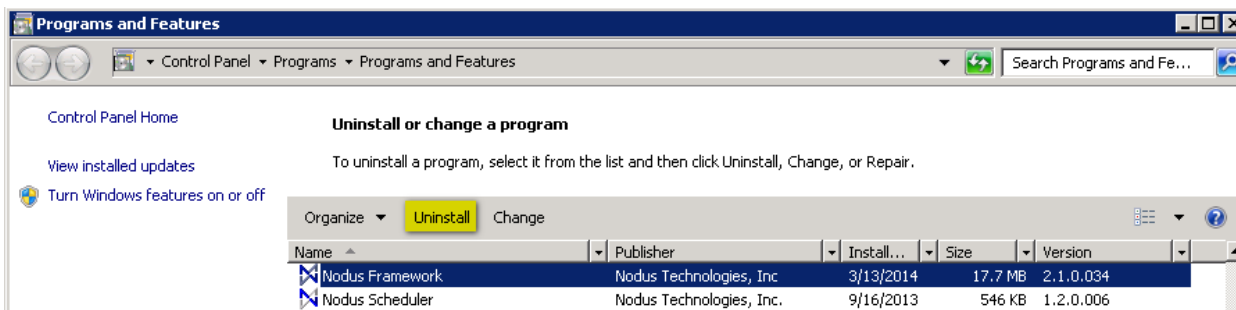 Programs and Features
Control Panel Programs Programs and Features
Search Programs and Fe...
Control Panel Home
Uninstall or change a program
View installed updates
To uninstall a program, select it from the list and then click Uninstall, Change, or Repair.
Turn Windows features on or off
Organize Uninstall Change
Name Publisher Install... Size Version
Nodus Framework Nodus Technologies, Inc 3/13/2014 17.7 MB 2.1.0.034
Nodus Scheduler Nodus Technologies, Inc. 9/16/2013 546 KB 1.2.0.006